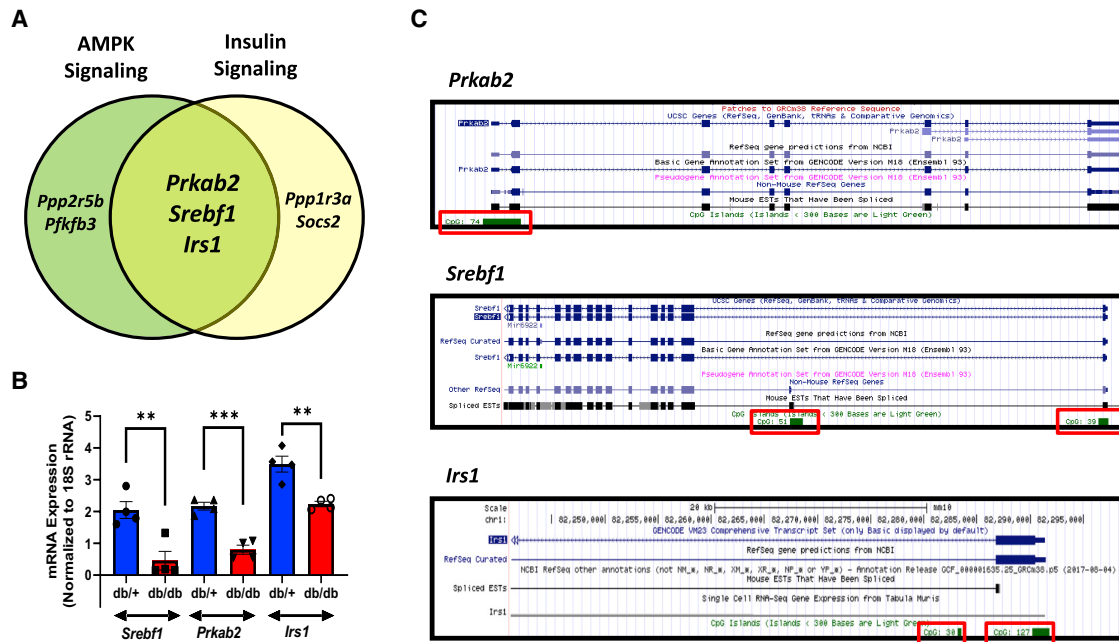 A
AMPK
Signaling
Insulin
Signaling
Ppp2r5b
Pfkfb3
Prkab2
Srebf1
Irs1
Ppp1r3a
Socs2
B
mRNA Expression
(Normalized to 18S rRNA)
5
4
3
2
1
0
** *** **
db/+ db/db db/+ db/db db/+ db/db
Srebf1 Prkab2 Irs1
C
Prkab2
Patches to GRCm38 Reference Sequence
UCSC Genes (RefSeq, GenBank, tRNAs & Comparative Genomics)
Prkab2
Prkab2
Prkab2
RefSeq gene predictions from NCBI
Basic Gene Annotation Set from GENCODE Version M18 (Ensembl 93)
Prkab2
Pseudogene Annotation Set from GENCODE Version M18 (Ensembl 93)
Non-Mouse RefSeq Genes
Mouse ESTs That Have Been Spliced
CpG Islands (Islands < 300 Bases are Light Green)
CpG: 74
Srebf1
UCSC Genes (RefSeq, GenBank, tRNAs & Comparative Genomics)
Srebf1
Srebf1
Mir6922
RefSeq gene predictions from NCBI
RefSeq Curated
Basic Gene Annotation Set from GENCODE Version M18 (Ensembl 93)
Srebf1
Mir6922
Pseudogene Annotation Set from GENCODE Version M18 (Ensembl 93)
Non-Mouse RefSeq Genes
Other RefSeq
Mouse ESTs That Have Been Spliced
Spliced ESTs
CpG Islands (Islands < 300 Bases are Light Green)
CpG: 51 CpG: 39
Irs1
Scale 20 kb mm10
chr1: 82,250,000 82,255,000 82,260,000 82,265,000 82,270,000 82,275,000 82,280,000 82,285,000 82,290,000 82,295,000
GENCODE VM23 Comprehensive Transcript Set (only Basic displayed by default)
Irs1
RefSeq gene predictions from NCBI
RefSeq Curated
NCBI RefSeq other annotations (not NM_*, NR_*, XM_*, XR_*, NP_* or YP_*) - Annotation Release GCF_000001635.25_GRCm38.p5 (2017-08-04)
Mouse ESTs That Have Been Spliced
Spliced ESTs
Single Cell RNA-Seq Gene Expression from Tabula Muris
Irs1
CpG Islands (Islands < 300 Bases are Light Green)
CpG: 30 CpG: 127